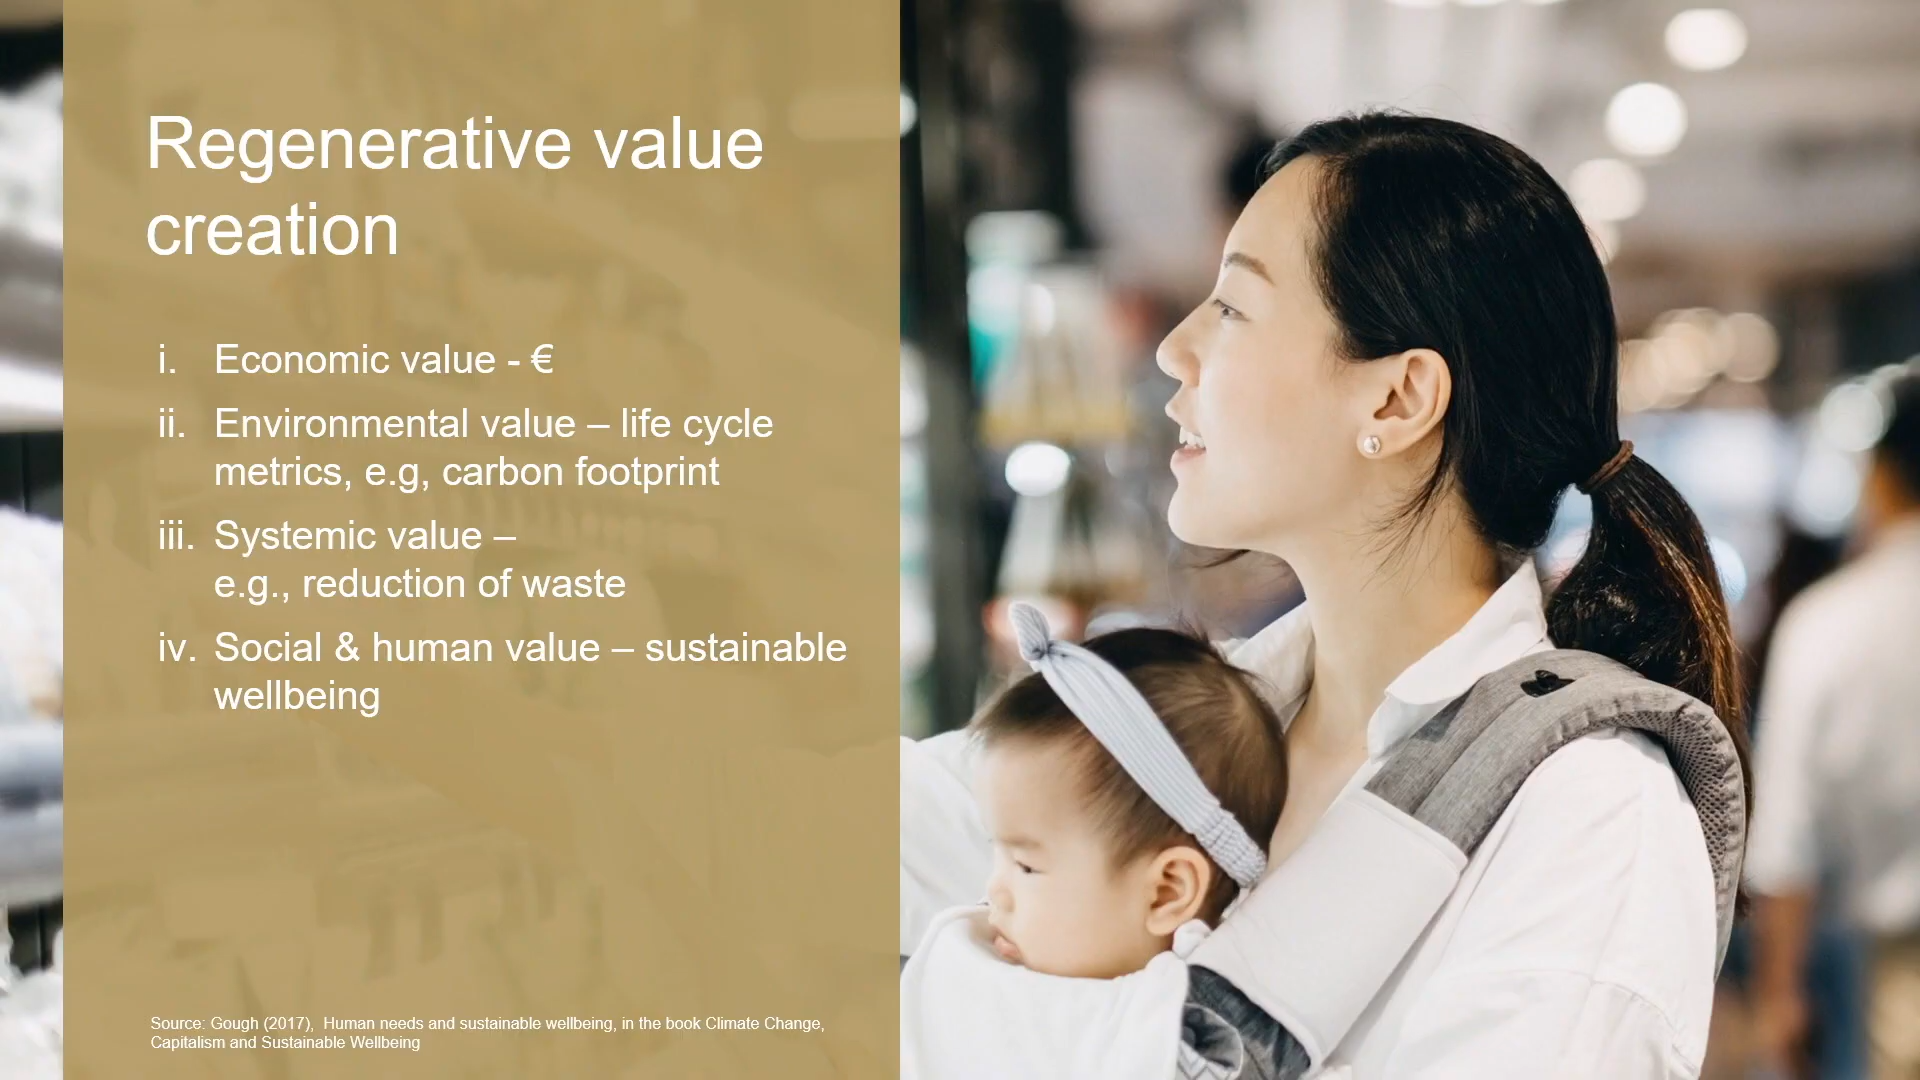 Regenerative value
creation
i. Economic value - €
ii. Environmental value – life cycle
metrics, e.g, carbon footprint
iii. Systemic value –
e.g., reduction of waste
iv. Social & human value – sustainable
wellbeing
Source: Gough (2017),  Human needs and sustainable wellbeing, in the book Climate Change,
Capitalism and Sustainable Wellbeing